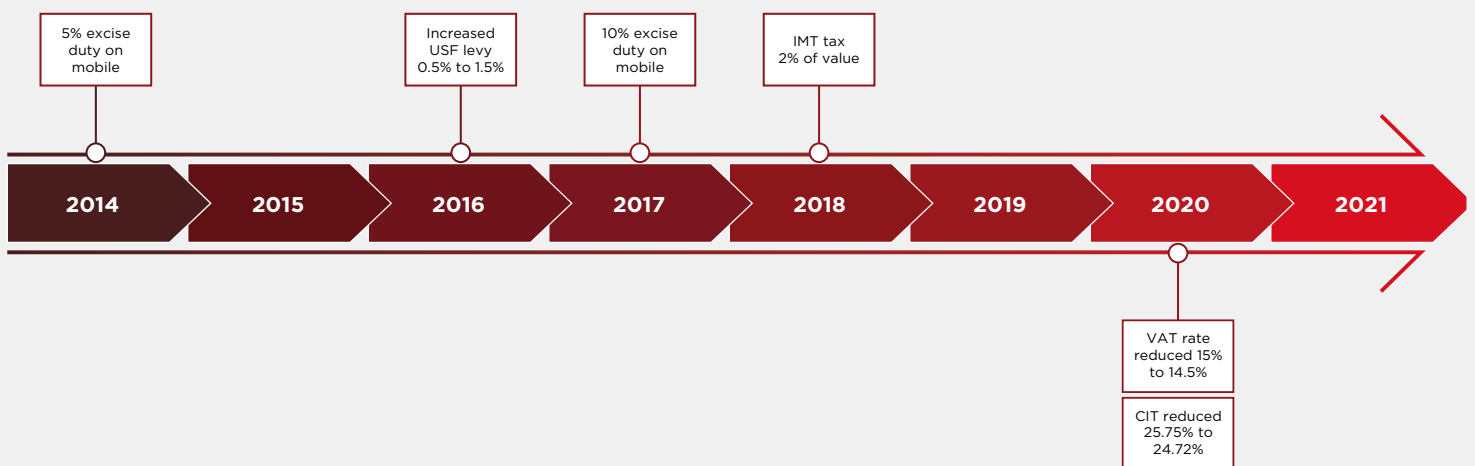 5% excise
duty on
mobile
Increased
USF levy
0.5% to 1.5%
10% excise
duty on
mobile
IMT tax
2% of value
2014
2015
2016
2017
2018
2019
2020
2021
VAT rate
reduced 15%
to 14.5%
CIT reduced
25.75% to
24.72%